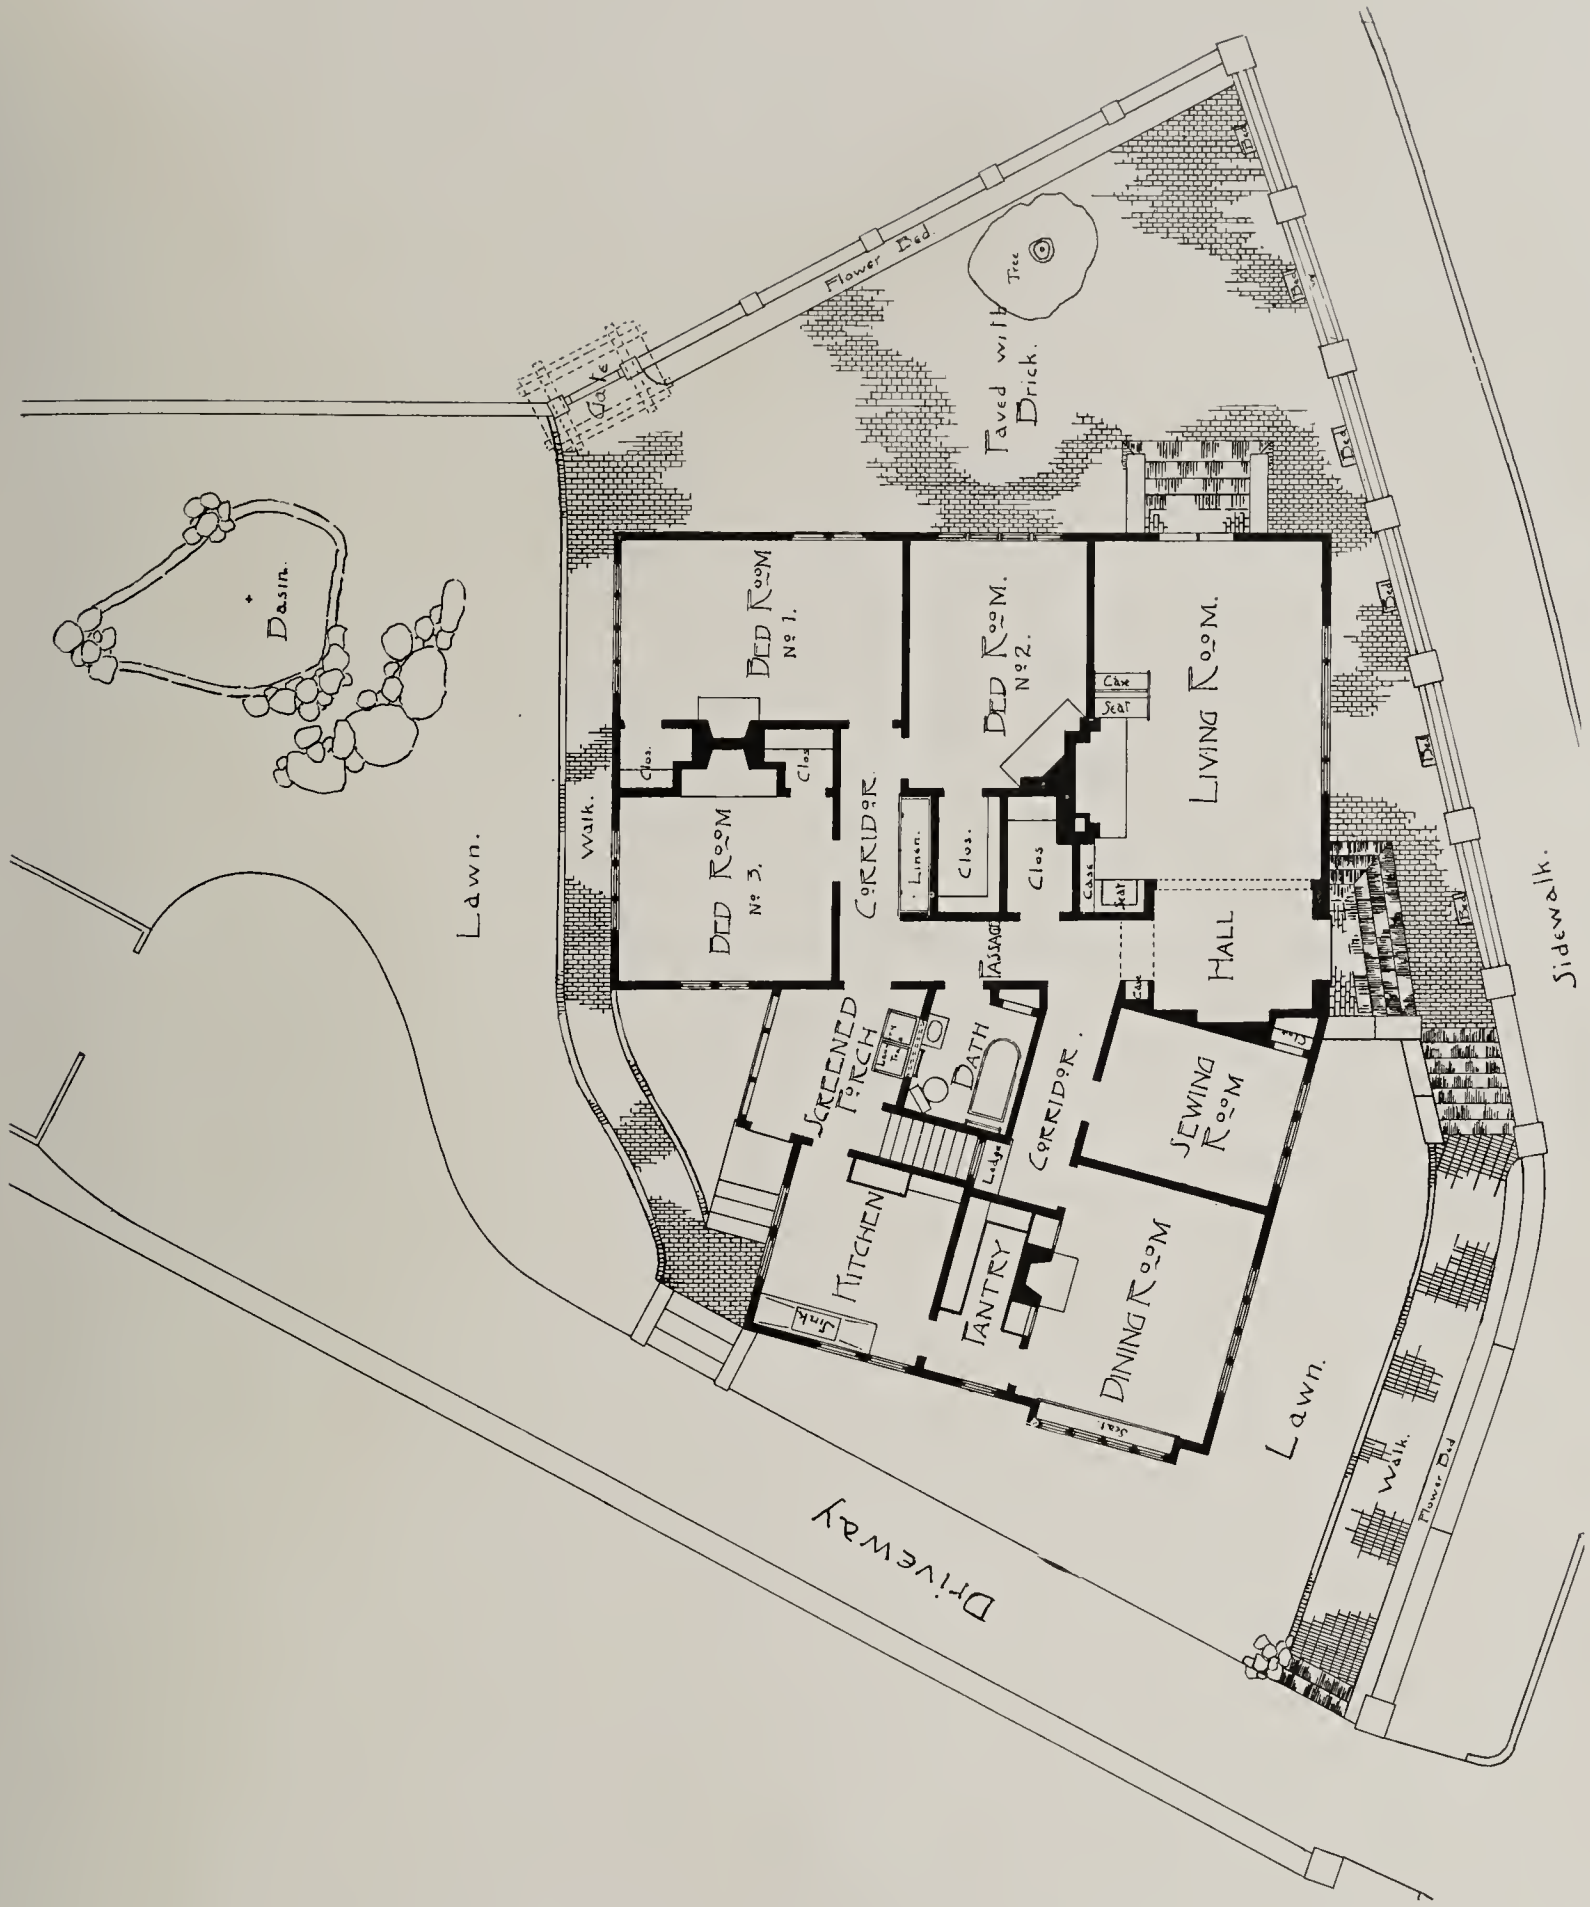 Basin.
Lawn.
Walk.
Gate
Flower Bed.
Tree
Paved with
Brick.
Bed
Bed
Bed
Bed
Bed
Bed
BED ROOM
No 1.
BED ROOM.
No 2.
LIVING ROOM.
Case
Seat
Clos.
Clos
BED ROOM
No 3.
CORRIDOR
Linen.
Clos.
Clos
Case
Seat
HALL
PASSAGE
Case
SCREENED
PORCH
BATH
CORRIDOR.
SEWING
ROOM
Ledge
KITCHEN
Sink
PANTRY
DINING ROOM
Seat.
Lawn.
Walk.
Flower Bed
Driveway
Sidewalk.